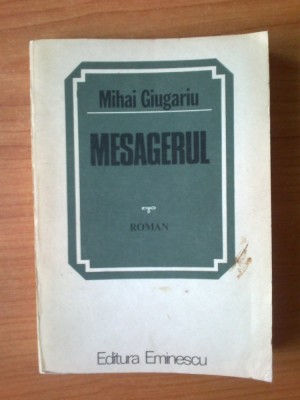 Mihai Giugariu
MESAGERUL
ROMAN
Editura Eminescu